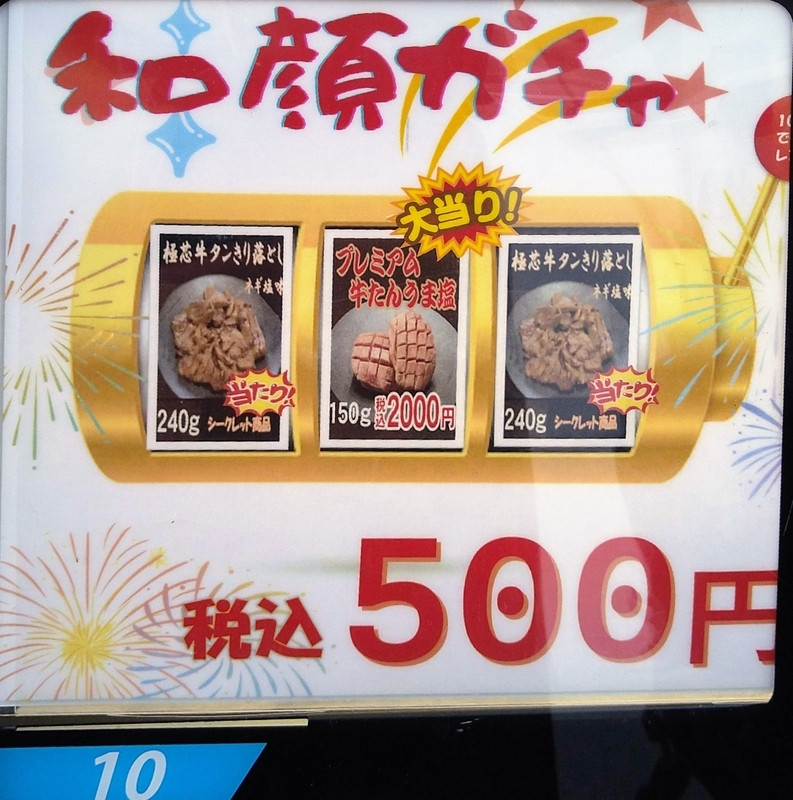 和顔ガチャ
大当り!
極芯牛タンきり落とし
ネギ塩味
当たり!
240g シークレット商品
プレミアム
牛たんうま塩
150g 税込2000円
極芯牛タンきり落とし
ネギ塩味
当たり!
240g シークレット商品
税込 500円
10